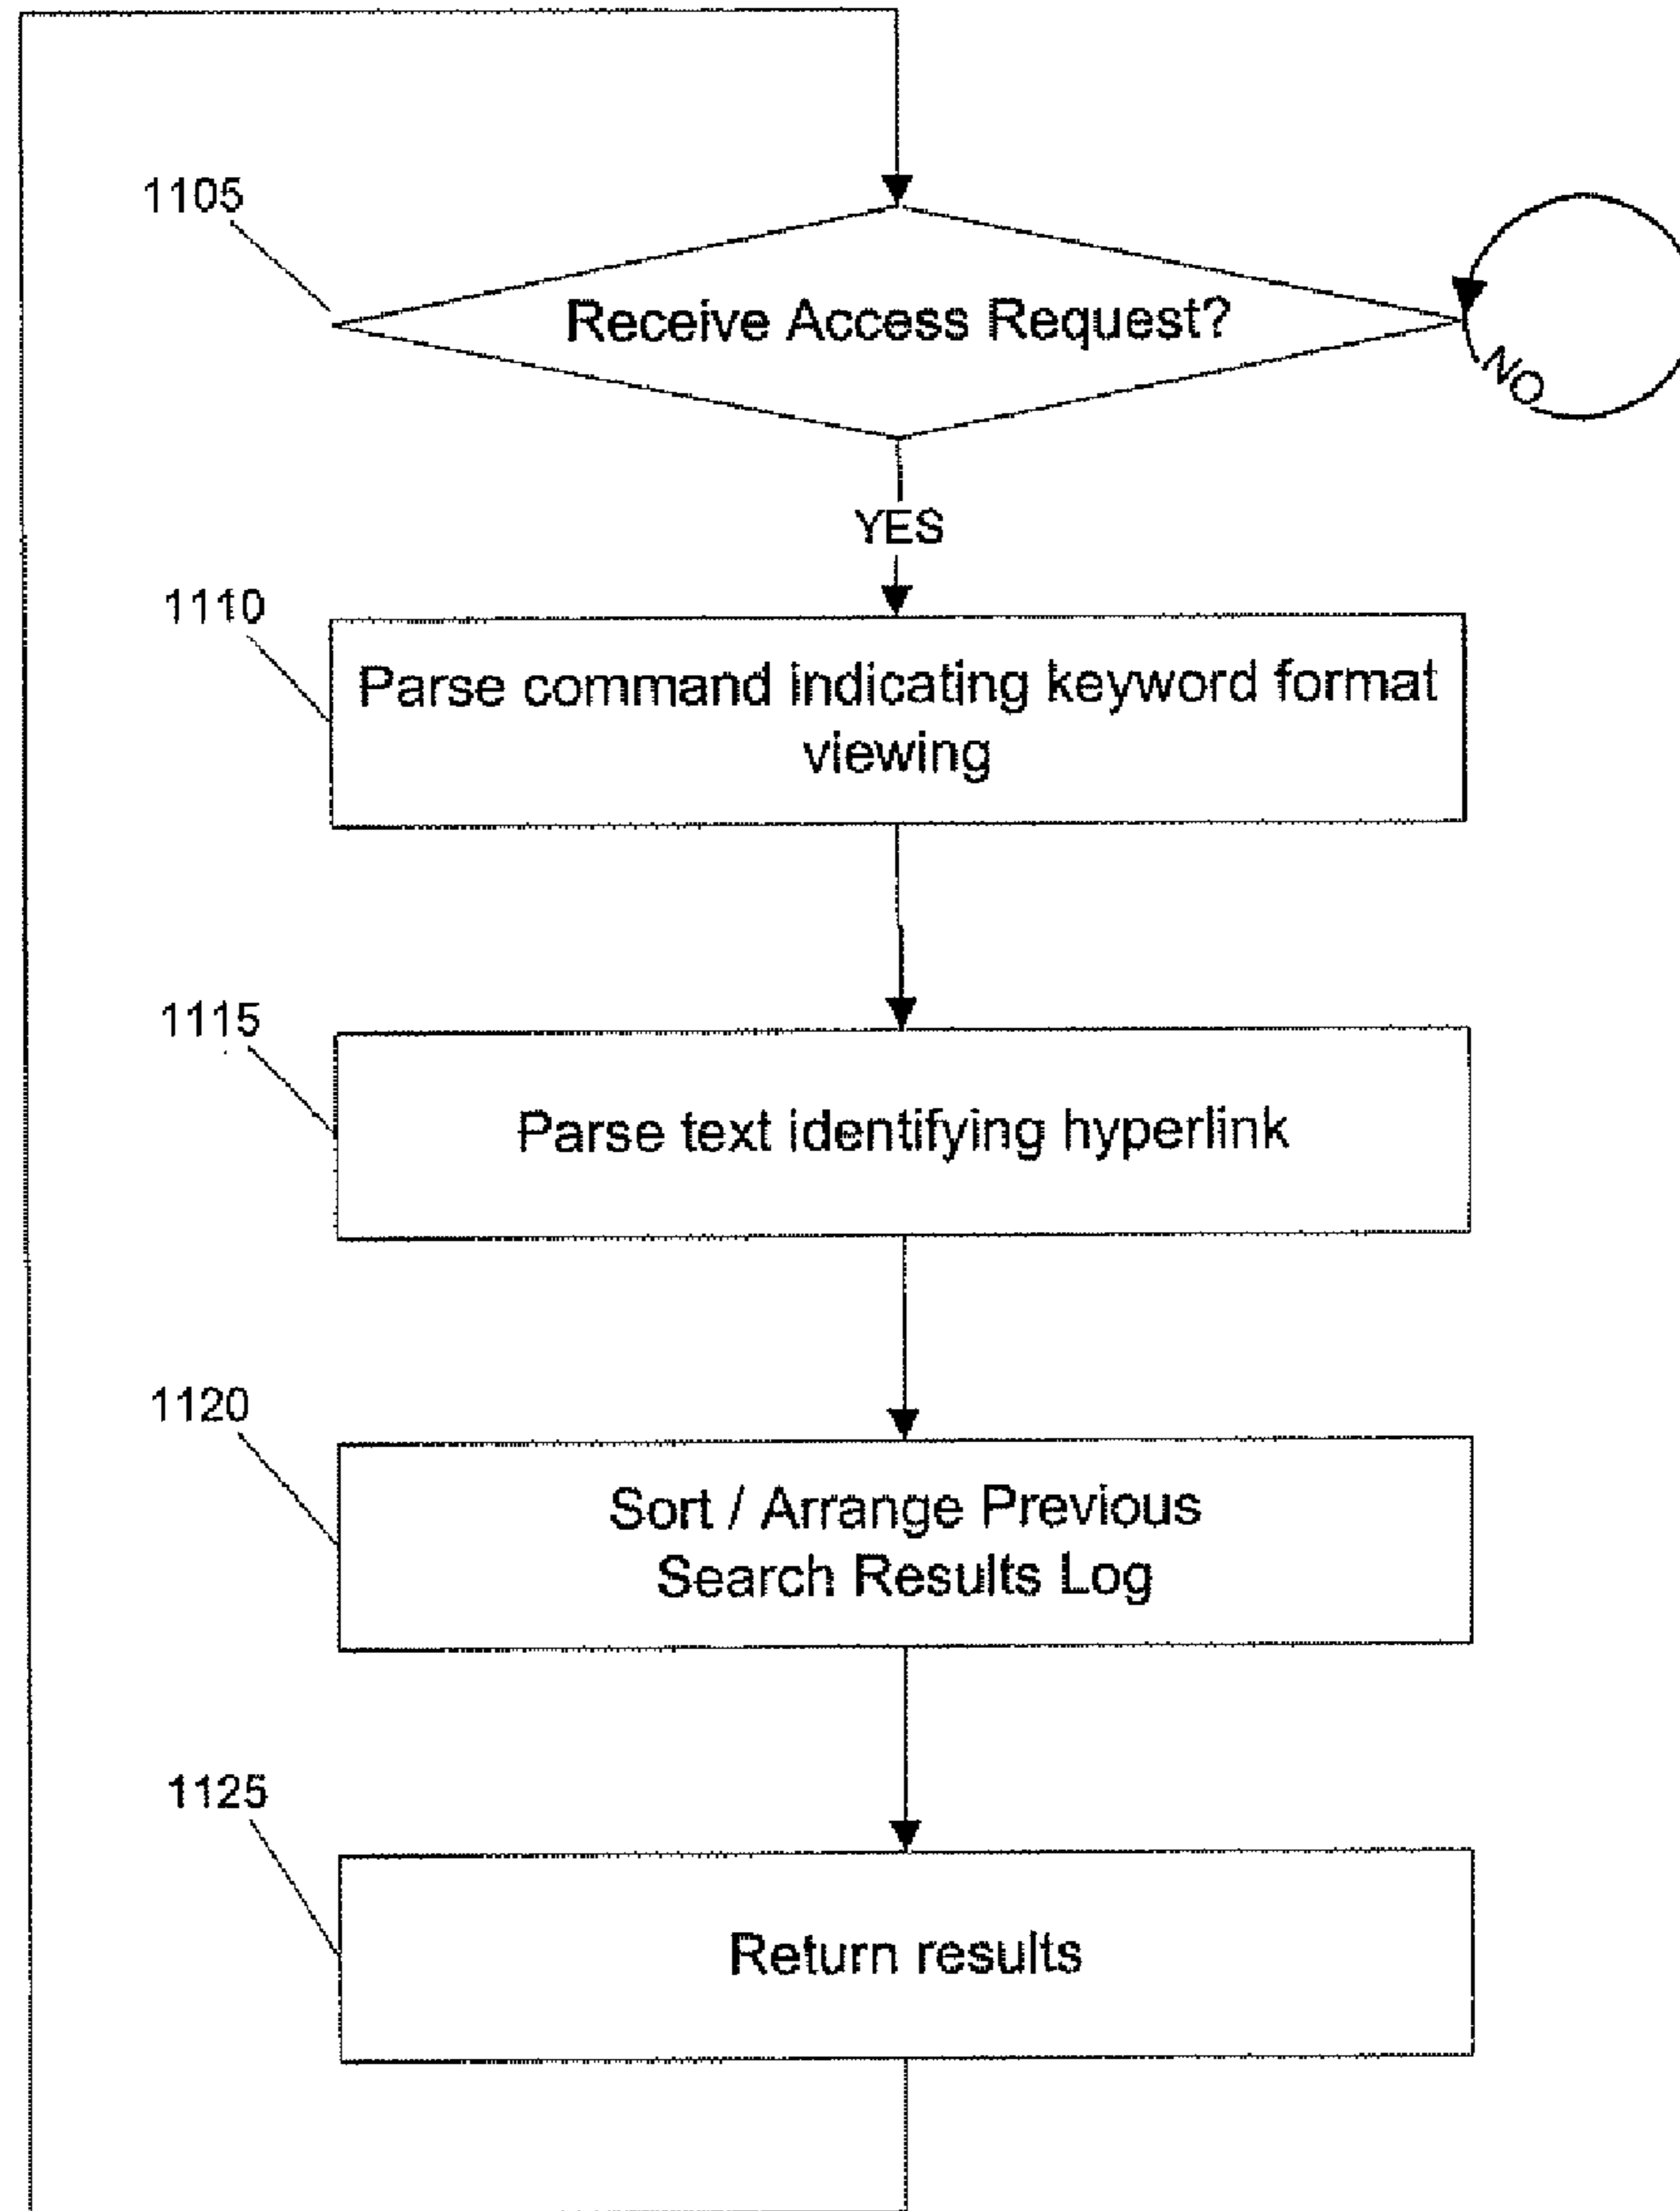 1105
Receive Access Request?
NO
YES
1110
Parse command indicating keyword format
viewing
1115
Parse text identifying hyperlink
1120
Sort / Arrange Previous
Search Results Log
1125
Return results